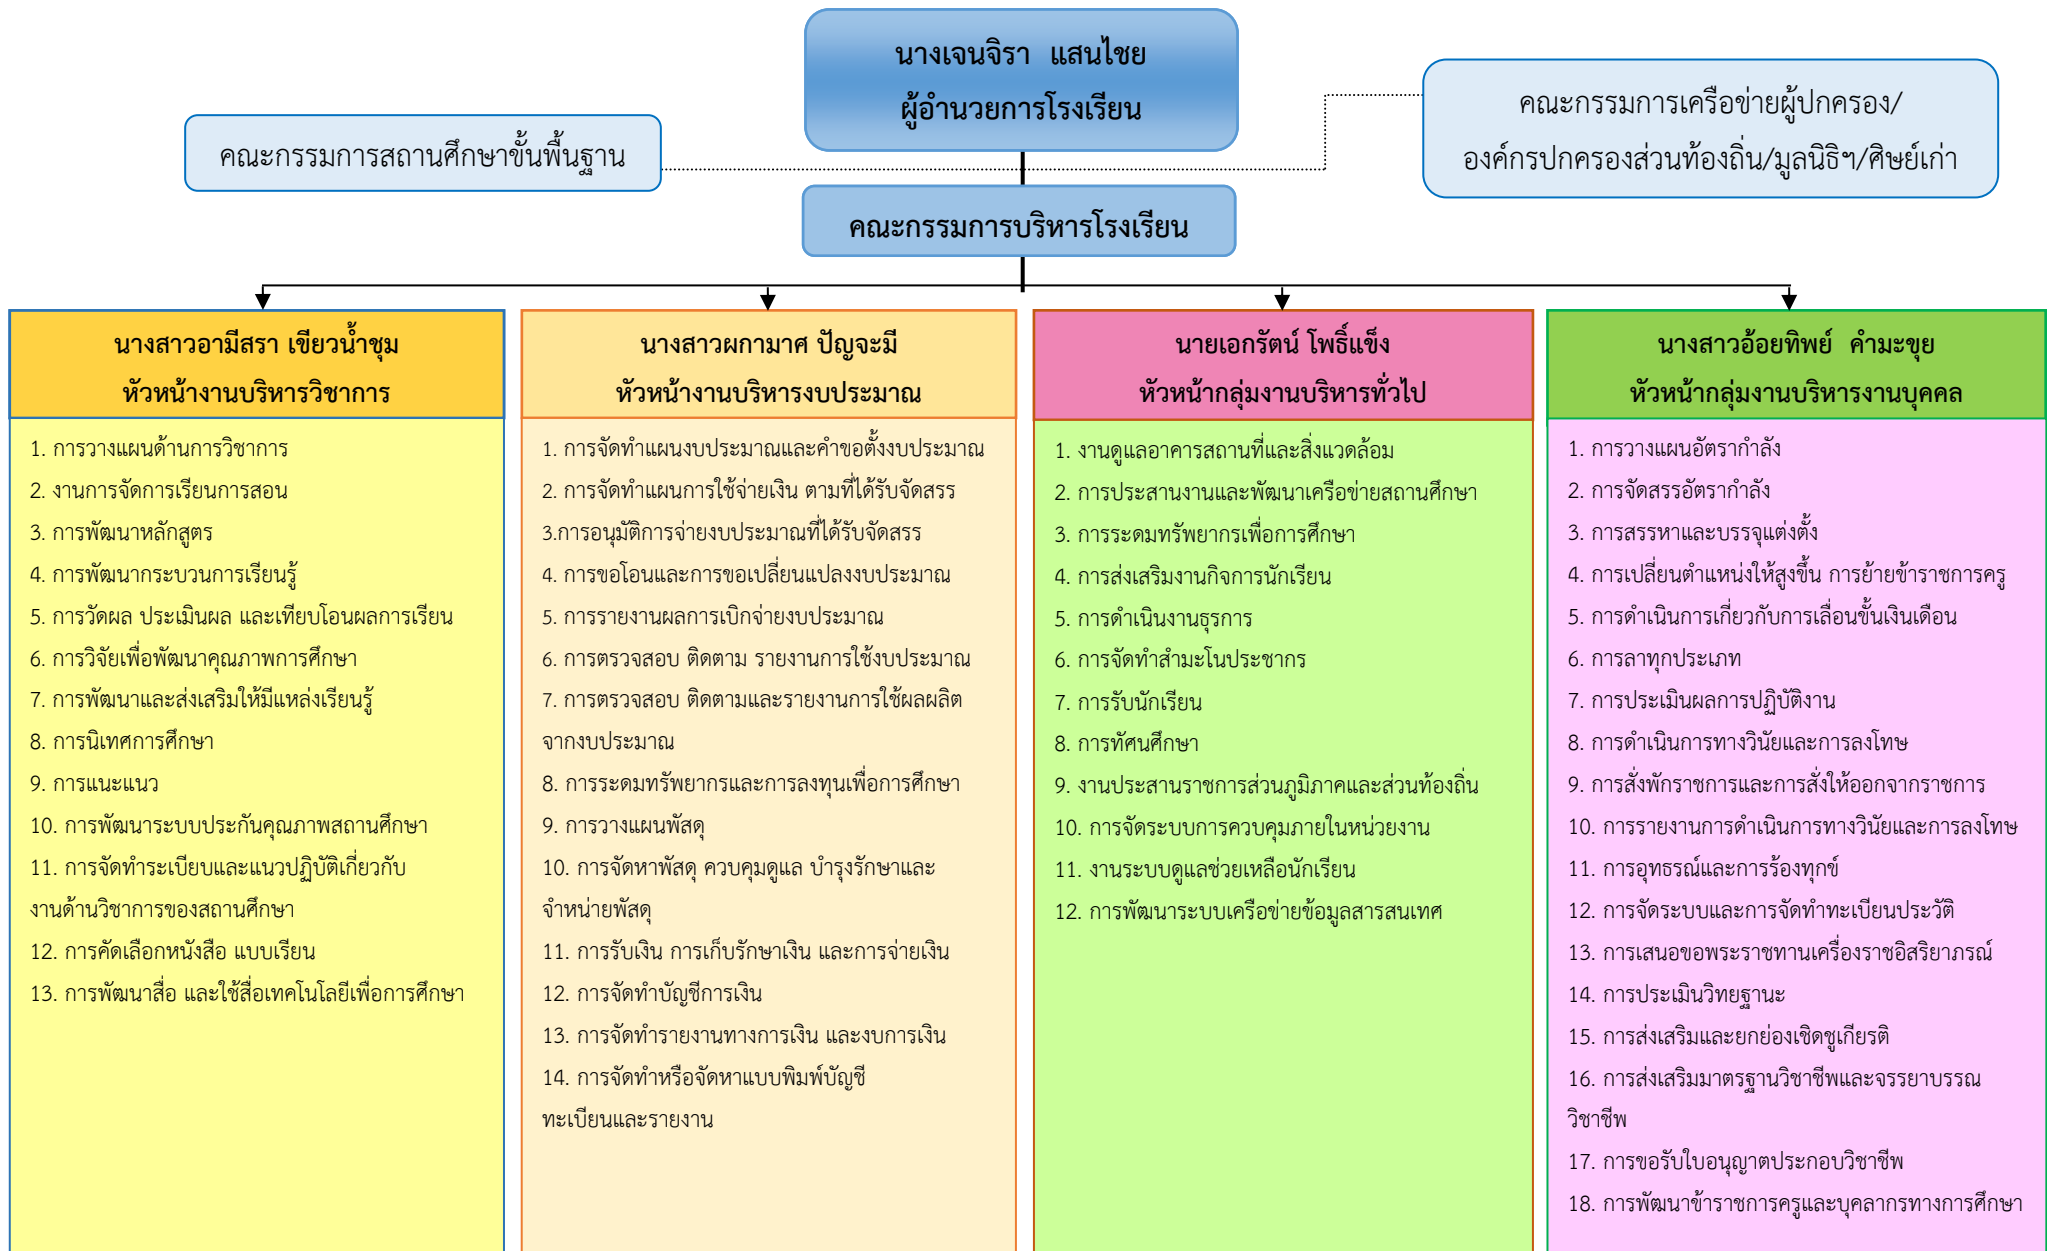 นางเจนจิรา แสนไชย
ผู้อำนวยการโรงเรียน
คณะกรรมการสถานศึกษาขั้นพื้นฐาน
คณะกรรมการเครือข่ายผู้ปกครอง/
องค์กรปกครองส่วนท้องถิ่น/มูลนิธิฯ/ศิษย์เก่า
คณะกรรมการบริหารโรงเรียน
นางสาวอามีสรา เขียวน้ำชุม
หัวหน้างานบริหารวิชาการ
1. การวางแผนด้านการวิชาการ
2. งานการจัดการเรียนการสอน
3. การพัฒนาหลักสูตร
4. การพัฒนากระบวนการเรียนรู้
5. การวัดผล ประเมินผล และเทียบโอนผลการเรียน
6. การวิจัยเพื่อพัฒนาคุณภาพการศึกษา
7. การพัฒนาและส่งเสริมให้มีแหล่งเรียนรู้
8. การนิเทศการศึกษา
9. การแนะแนว
10. การพัฒนาระบบประกันคุณภาพสถานศึกษา
11. การจัดทำระเบียบและแนวปฏิบัติเกี่ยวกับ
งานด้านวิชาการของสถานศึกษา
12. การคัดเลือกหนังสือ แบบเรียน
13. การพัฒนาสื่อ และใช้สื่อเทคโนโลยีเพื่อการศึกษา
นางสาวผกามาศ ปัญจะมี
หัวหน้างานบริหารงบประมาณ
1. การจัดทำแผนงบประมาณและคำขอตั้งงบประมาณ
2. การจัดทำแผนการใช้จ่ายเงิน ตามที่ได้รับจัดสรร
3.การอนุมัติการจ่ายงบประมาณที่ได้รับจัดสรร
4. การขอโอนและการขอเปลี่ยนแปลงงบประมาณ
5. การรายงานผลการเบิกจ่ายงบประมาณ
6. การตรวจสอบ ติดตาม รายงานการใช้งบประมาณ
7. การตรวจสอบ ติดตามและรายงานการใช้ผลผลิต
จากงบประมาณ
8. การระดมทรัพยากรและการลงทุนเพื่อการศึกษา
9. การวางแผนพัสดุ
10. การจัดหาพัสดุ ควบคุมดูแล บำรุงรักษาและ
จำหน่ายพัสดุ
11. การรับเงิน การเก็บรักษาเงิน และการจ่ายเงิน
12. การจัดทำบัญชีการเงิน
13. การจัดทำรายงานทางการเงิน และงบการเงิน
14. การจัดทำหรือจัดหาแบบพิมพ์บัญชี
ทะเบียนและรายงาน
นายเอกรัตน์ โพธิ์แข็ง
หัวหน้ากลุ่มงานบริหารทั่วไป
1. งานดูแลอาคารสถานที่และสิ่งแวดล้อม
2. การประสานงานและพัฒนาเครือข่ายสถานศึกษา
3. การระดมทรัพยากรเพื่อการศึกษา
4. การส่งเสริมงานกิจการนักเรียน
5. การดำเนินงานธุรการ
6. การจัดทำสำมะโนประชากร
7. การรับนักเรียน
8. การทัศนศึกษา
9. งานประสานราชการส่วนภูมิภาคและส่วนท้องถิ่น
10. การจัดระบบการควบคุมภายในหน่วยงาน
11. งานระบบดูแลช่วยเหลือนักเรียน
12. การพัฒนาระบบเครือข่ายข้อมูลสารสนเทศ
นางสาวอ้อยทิพย์ คำมะขุย
หัวหน้ากลุ่มงานบริหารงานบุคคล
1. การวางแผนอัตรากำลัง
2. การจัดสรรอัตรากำลัง
3. การสรรหาและบรรจุแต่งตั้ง
4. การเปลี่ยนตำแหน่งให้สูงขึ้น การย้ายข้าราชการครู
5. การดำเนินการเกี่ยวกับการเลื่อนขั้นเงินเดือน
6. การลาทุกประเภท
7. การประเมินผลการปฏิบัติงาน
8. การดำเนินการทางวินัยและการลงโทษ
9. การสั่งพักราชการและการสั่งให้ออกจากราชการ
10. การรายงานการดำเนินการทางวินัยและการลงโทษ
11. การอุทธรณ์และการร้องทุกข์
12. การจัดระบบและการจัดทำทะเบียนประวัติ
13. การเสนอขอพระราชทานเครื่องราชอิสริยาภรณ์
14. การประเมินวิทยฐานะ
15. การส่งเสริมและยกย่องเชิดชูเกียรติ
16. การส่งเสริมมาตรฐานวิชาชีพและจรรยาบรรณ
วิชาชีพ
17. การขอรับใบอนุญาตประกอบวิชาชีพ
18. การพัฒนาข้าราชการครูและบุคลากรทางการศึกษา